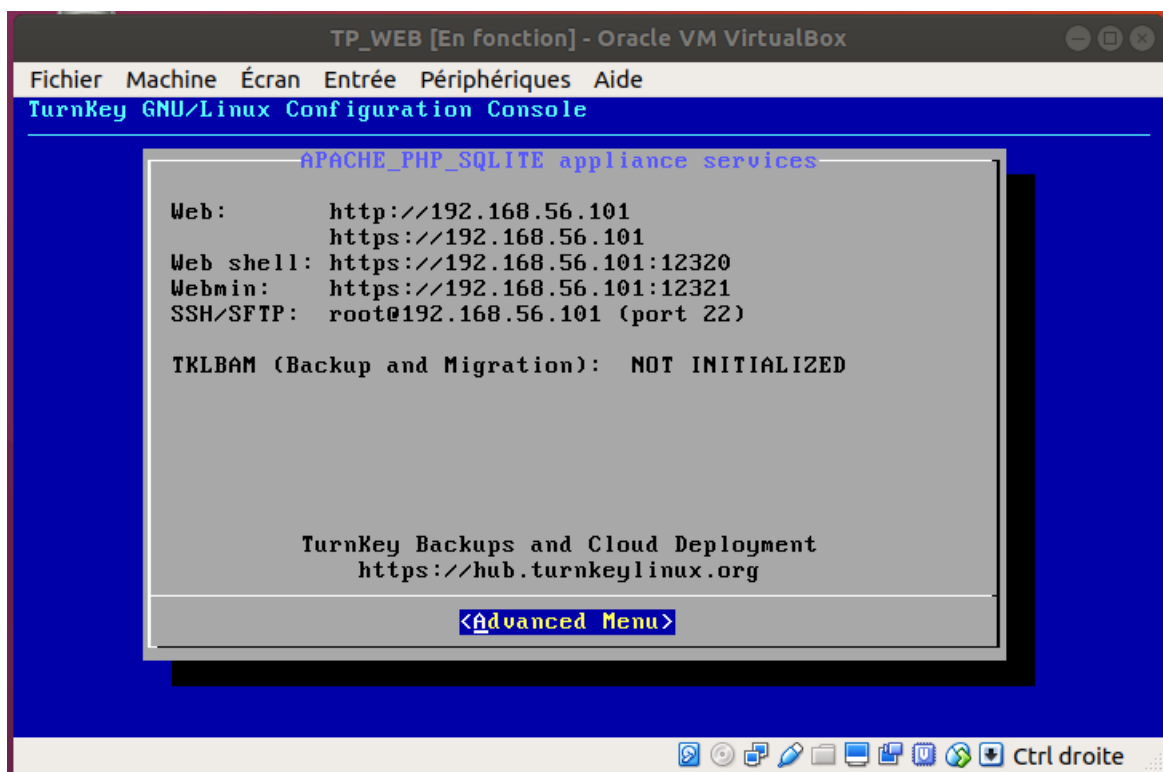 TP_WEB [En fonction] - Oracle VM VirtualBox
Fichier Machine Écran Entrée Périphériques Aide
TurnKey GNU/Linux Configuration Console
APACHE_PHP_SQLITE appliance services
Web: http://192.168.56.101
https://192.168.56.101
Web shell: https://192.168.56.101:12320
Webmin: https://192.168.56.101:12321
SSH/SFTP: root@192.168.56.101 (port 22)
TKLBAM (Backup and Migration): NOT INITIALIZED
TurnKey Backups and Cloud Deployment
https://hub.turnkeylinux.org
<Advanced Menu>
Ctrl droite